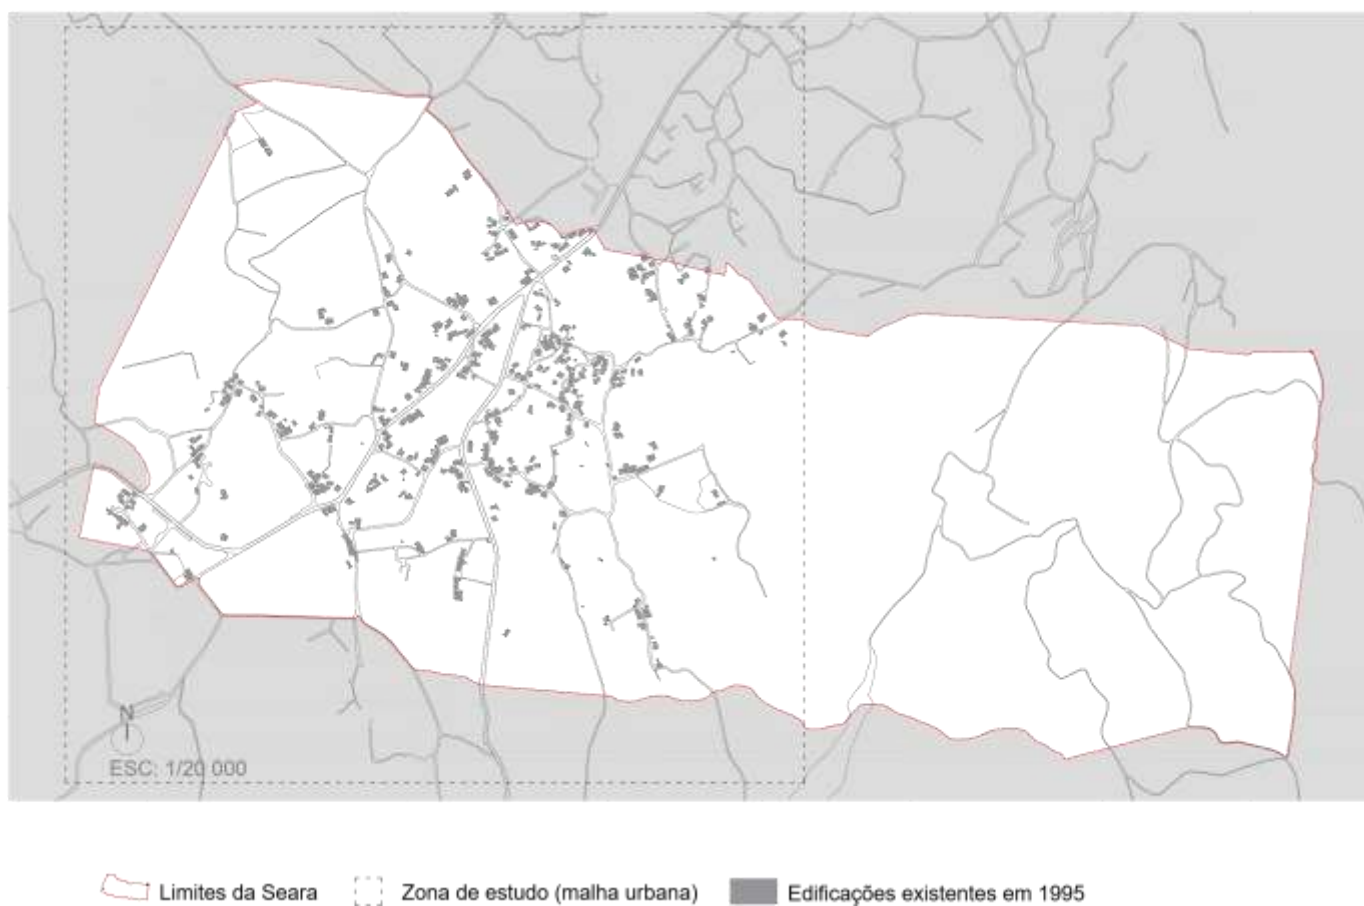 N
ESC: 1/20 000
Limites da Seara
Zona de estudo (malha urbana)
Edificações existentes em 1995